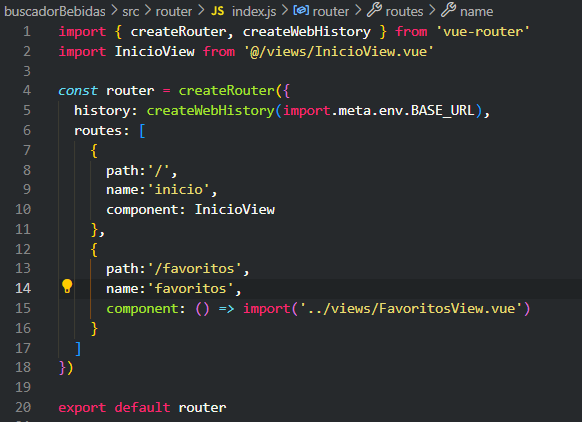 buscadorBebidas > src > router > JS index.js > router > routes > name
1 import { createRouter, createWebHistory } from 'vue-router'
2 import InicioView from '@/views/InicioView.vue'
3
4 const router = createRouter({
5 history: createWebHistory(import.meta.env.BASE_URL),
6 routes: [
7 {
8 path:'/',
9 name:'inicio',
10 component: InicioView
11 },
12 {
13 path:'/favoritos',
14 name:'favoritos',
15 component: () => import('../views/FavoritosView.vue')
16 }
17 ]
18 })
19
20 export default router